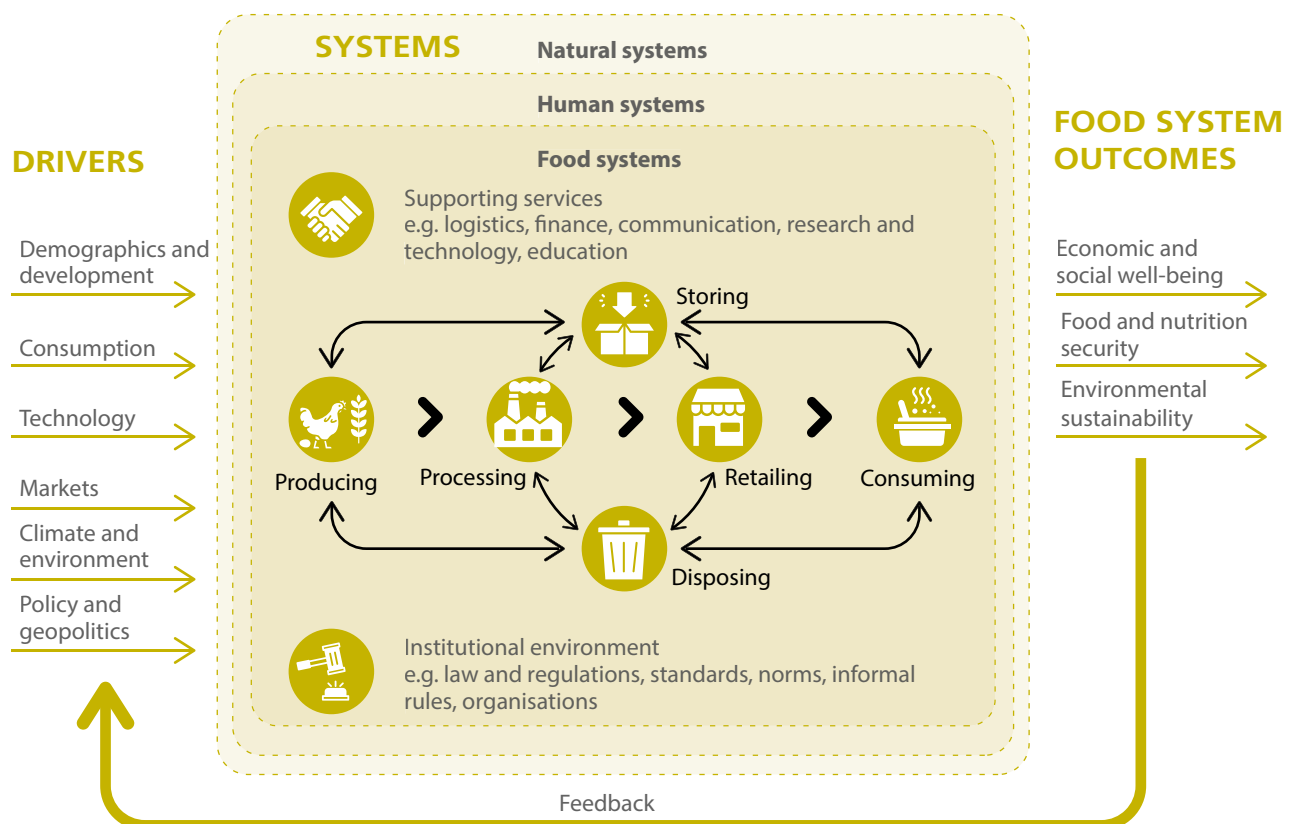 SYSTEMS
Natural systems
Human systems
Food systems
DRIVERS
Demographics and
development
Consumption
Technology
Markets
Climate and
environment
Policy and
geopolitics
Supporting services
e.g. logistics, finance, communication, research and
technology, education
Storing
Producing
Processing
Retailing
Consuming
Disposing
Institutional environment
e.g. law and regulations, standards, norms, informal
rules, organisations
FOOD SYSTEM
OUTCOMES
Economic and
social well-being
Food and nutrition
security
Environmental
sustainability
Feedback